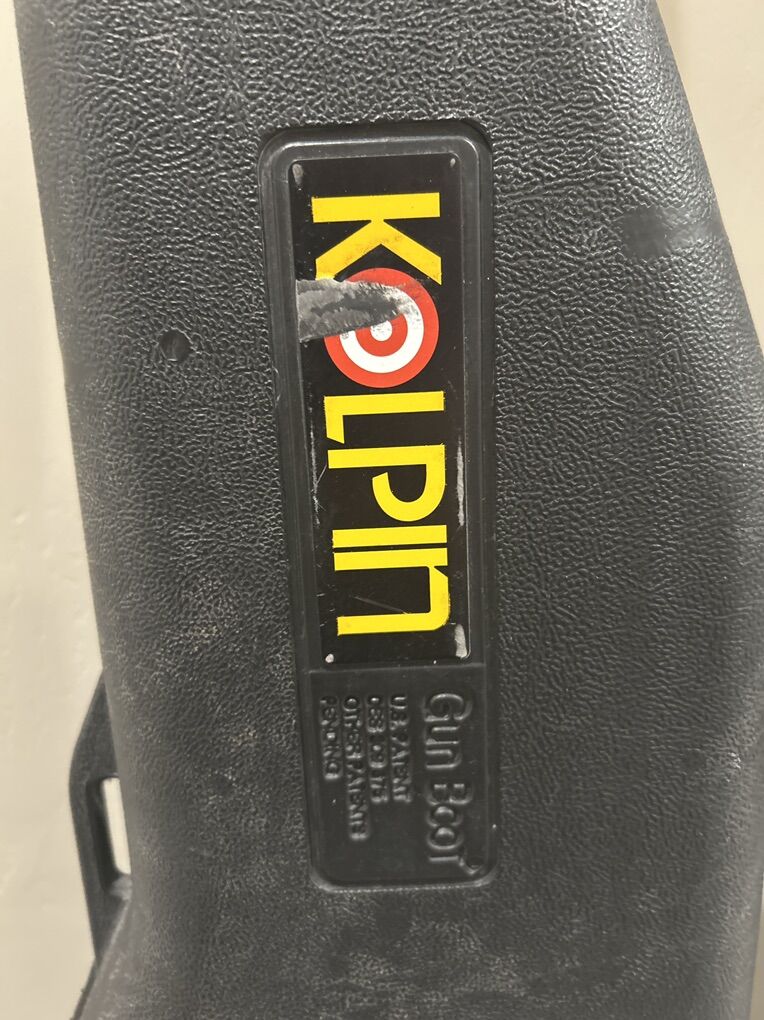 KOLPIN
Gun Boot
U.S. PATENT
OTHER PATENTS
PENDING